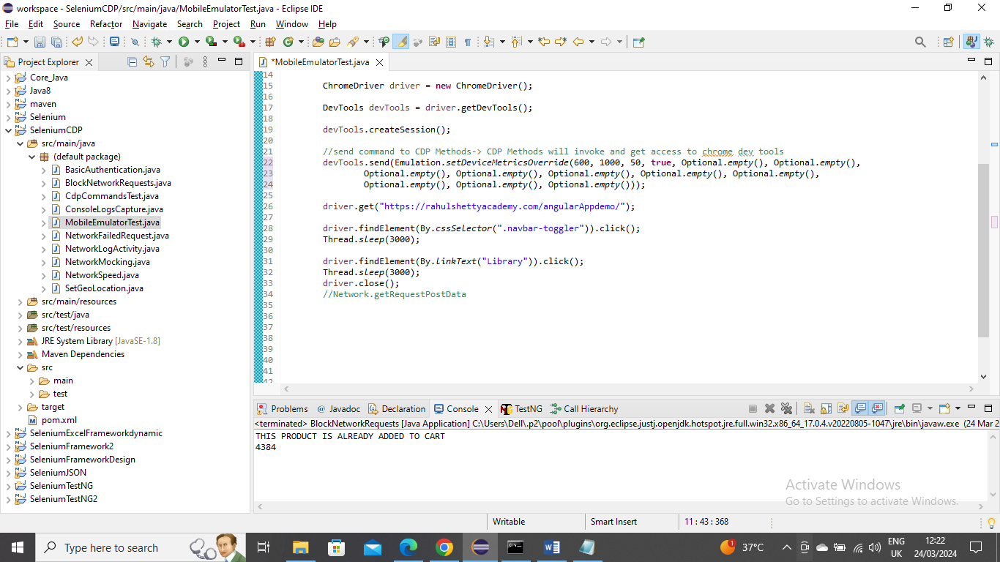 workspace - SeleniumCDP/src/main/java/MobileEmulatorTest.java - Eclipse IDE
File Edit Source Refactor Navigate Search Project Run Window Help
Project Explorer
Core_Java
Java8
maven
Selenium
SeleniumCDP
src/main/java
(default package)
BasicAuthentication.java
BlockNetworkRequests.java
CdpCommandsTest.java
ConsoleLogsCapture.java
MobileEmulatorTest.java
NetworkFailedRequest.java
NetworkLogActivity.java
NetworkMocking.java
NetworkSpeed.java
SetGeoLocation.java
src/main/resources
src/test/java
src/test/resources
JRE System Library [JavaSE-1.8]
Maven Dependencies
src
main
test
target
pom.xml
SeleniumExcelFrameworkdynamic
SeleniumFramework2
SeleniumFrameworkDesign
SeleniumJSON
SeleniumTestNG
SeleniumTestNG2
*MobileEmulatorTest.java
14
15 ChromeDriver driver = new ChromeDriver();
16
17 DevTools devTools = driver.getDevTools();
18
19 devTools.createSession();
20
21 //send command to CDP Methods-> CDP Methods will invoke and get access to chrome dev tools
22 devTools.send(Emulation.setDeviceMetricsOverride(600, 1000, 50, true, Optional.empty(), Optional.empty(),
23 Optional.empty(), Optional.empty(), Optional.empty(), Optional.empty(), Optional.empty(),
24 Optional.empty(), Optional.empty(), Optional.empty()));
25
26 driver.get("https://rahulshettyacademy.com/angularAppdemo/");
27
28 driver.findElement(By.cssSelector(".navbar-toggler")).click();
29 Thread.sleep(3000);
30
31 driver.findElement(By.linkText("Library")).click();
32 Thread.sleep(3000);
33 driver.close();
34 //Network.getRequestPostData
35
36
37
38
39
40
41
42
Problems Javadoc Declaration Console TestNG Call Hierarchy
<terminated> BlockNetworkRequests [Java Application] C:\Users\Dell\.p2\pool\plugins\org.eclipse.justj.openjdk.hotspot.jre.full.win32.x86_64_17.0.4.v20220805-1047\jre\bin\javaw.exe (24 Mar 2
THIS PRODUCT IS ALREADY ADDED TO CART
4384
Activate Windows
Go to Settings to activate Windows.
Writable Smart Insert 11 : 43 : 368
Type here to search
1 37°C ENG 12:22
UK 24/03/2024